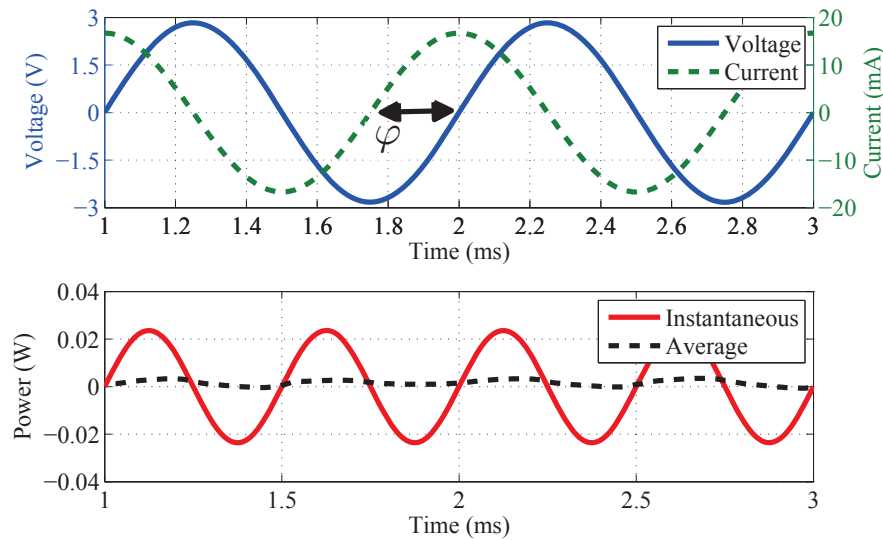 3
1.5
0
−1.5
−3
Voltage (V)
20
10
0
−10
−20
Current (mA)
Voltage
Current
φ
1 1.2 1.4 1.6 1.8 2 2.2 2.4 2.6 2.8 3
Time (ms)
0.04
0.02
0
−0.02
−0.04
Power (W)
Instantaneous
Average
1 1.5 2 2.5 3
Time (ms)